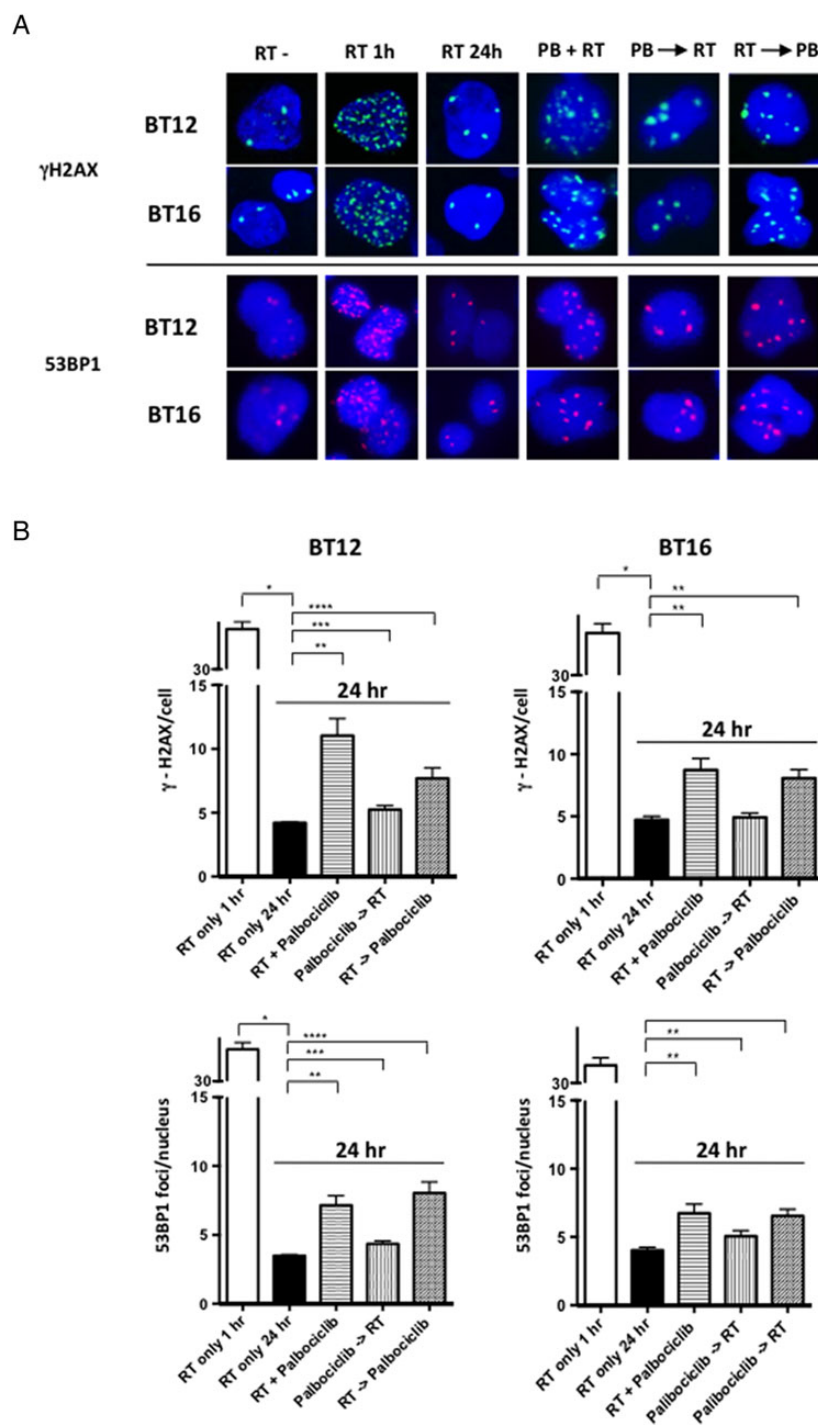 A
RT - RT 1h RT 24h PB + RT PB → RT RT → PB
BT12
γH2AX
BT16
BT12
53BP1
BT16
B
BT12 BT16
*
****
***
**
*
**
**
30
15
10
5
0
γ - H2AX/cell
24 hr
RT only 1 hr
RT only 24 hr
RT + Palbociclib
Palbociclib -> RT
RT -> Palbociclib
30
15
10
5
0
γ - H2AX/cell
24 hr
RT only 1 hr
RT only 24 hr
RT + Palbociclib
Palbociclib -> RT
RT -> Palbociclib
*
****
***
**
**
**
30
15
10
5
0
53BP1 foci/nucleus
24 hr
RT only 1 hr
RT only 24 hr
RT + Palbociclib
Palbociclib -> RT
RT -> Palbociclib
30
15
10
5
0
53BP1 foci/nucleus
24 hr
RT only 1 hr
RT only 24 hr
RT + Palbociclib
Palibociclib -> RT
Paliboclib -> RT